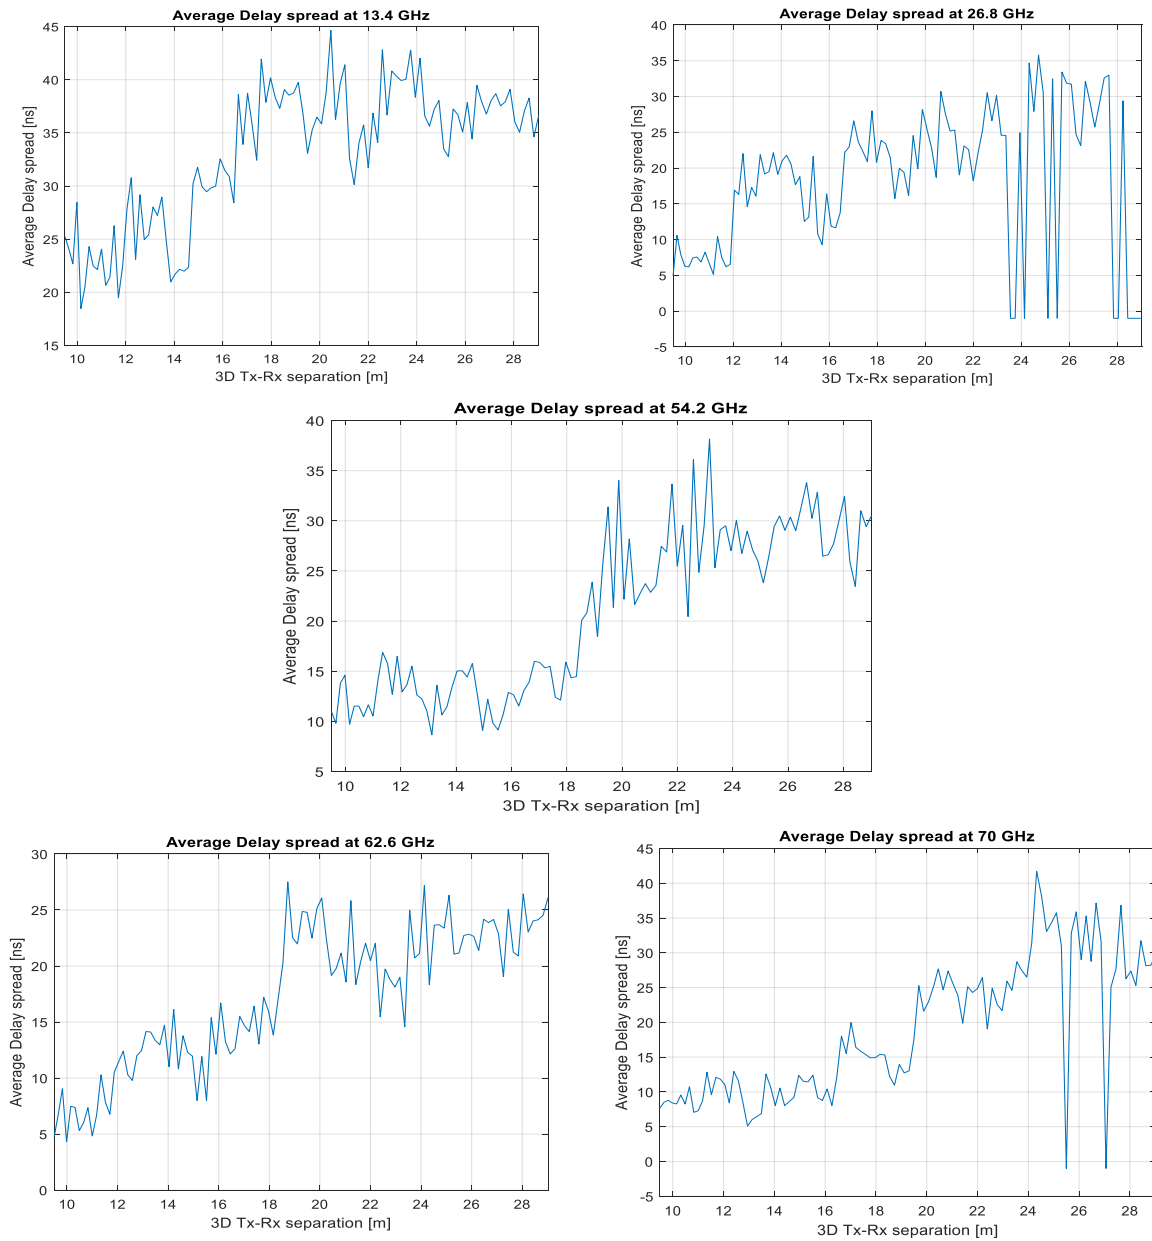 Average Delay spread at 13.4 GHz
Average Delay spread [ns]
45
40
35
30
25
20
15
10 12 14 16 18 20 22 24 26 28
3D Tx-Rx separation [m]
Average Delay spread at 26.8 GHz
Average Delay spread [ns]
40
35
30
25
20
15
10
5
0
-5
10 12 14 16 18 20 22 24 26 28
3D Tx-Rx separation [m]
Average Delay spread at 54.2 GHz
Average Delay spread [ns]
40
35
30
25
20
15
10
5
10 12 14 16 18 20 22 24 26 28
3D Tx-Rx separation [m]
Average Delay spread at 62.6 GHz
Average Delay spread [ns]
30
25
20
15
10
5
0
10 12 14 16 18 20 22 24 26 28
3D Tx-Rx separation [m]
Average Delay spread at 70 GHz
Average Delay spread [ns]
45
40
35
30
25
20
15
10
5
0
-5
10 12 14 16 18 20 22 24 26 28
3D Tx-Rx separation [m]